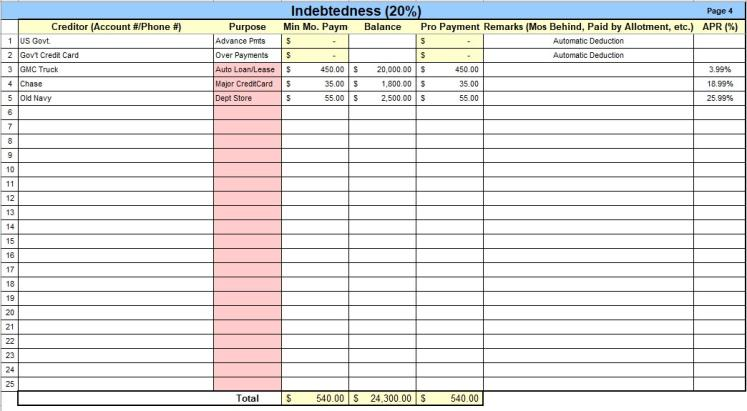 Indebtedness (20%) Page 4
Creditor (Account #/Phone #) Purpose Min Mo. Paym Balance Pro Payment Remarks (Mos Behind, Paid by Allotment, etc.) APR (%)
1 US Govt. Advance Pmts $ - $ - Automatic Deduction
2 Gov't Credit Card Over Payments $ - $ - Automatic Deduction
3 GMC Truck Auto Loan/Lease $ 450.00 $ 20,000.00 $ 450.00 3.99%
4 Chase Major CreditCard $ 35.00 $ 1,800.00 $ 35.00 18.99%
5 Old Navy Dept Store $ 55.00 $ 2,500.00 $ 55.00 25.99%
6
7
8
9
10
11
12
13
14
15
16
17
18
19
20
21
22
23
24
25
Total $ 540.00 $ 24,300.00 $ 540.00